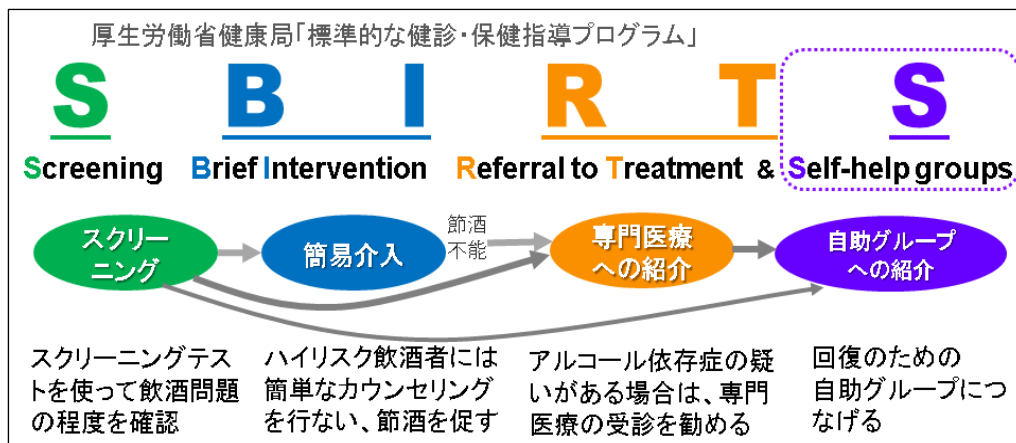 厚生労働省健康局「標準的な健診・保健指導プログラム」
S B I R T S
Screening Brief Intervention Referral to Treatment & Self-help groups
スクリー
ニング
簡易介入
節酒
不能
専門医療
への紹介
自助グループ
への紹介
スクリーニングテス
トを使って飲酒問題
の程度を確認
ハイリスク飲酒者には
簡単なカウンセリング
を行ない、節酒を促す
アルコール依存症の疑
いがある場合は、専門
医療の受診を勧める
回復のための
自助グループにつ
なげる